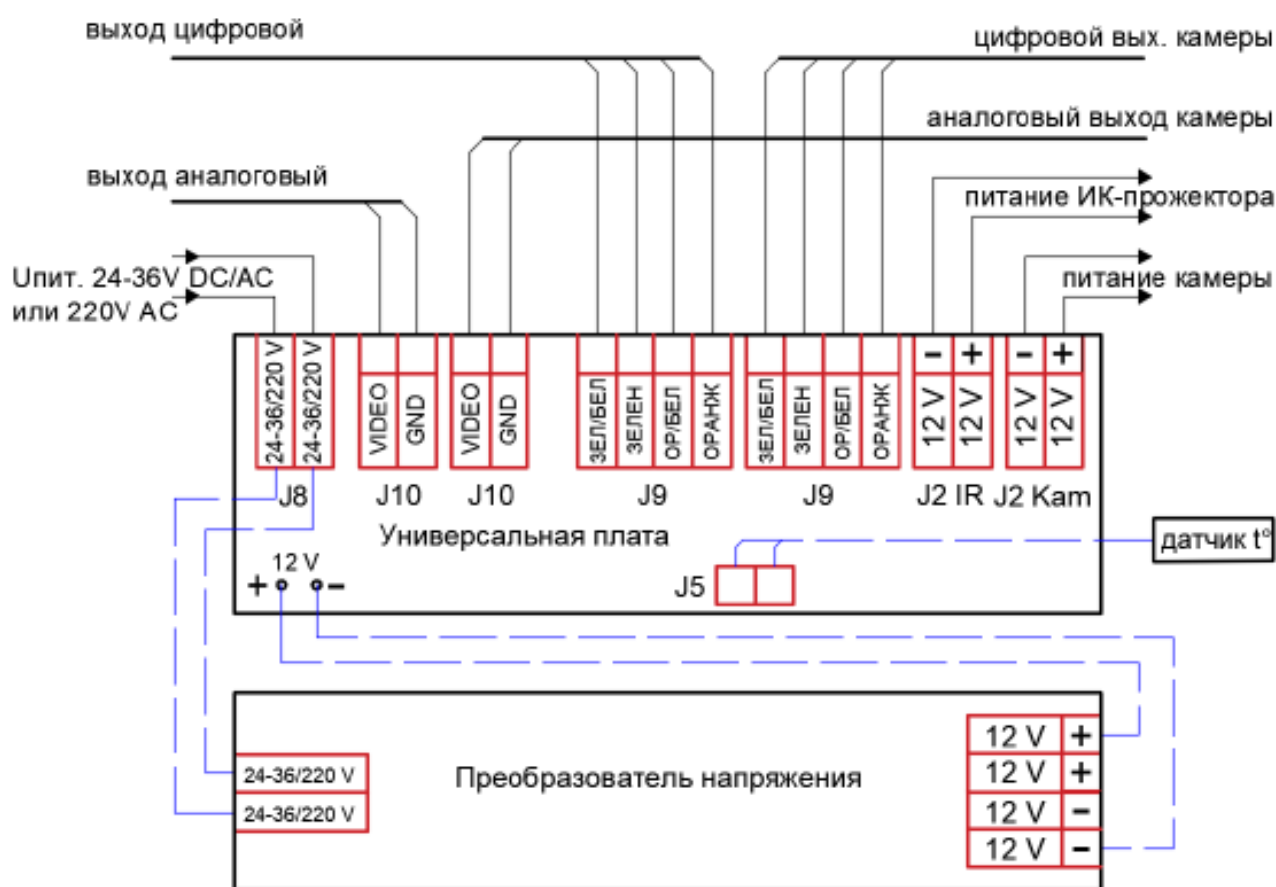 выход цифровой
цифровой вых. камеры
аналоговый выход камеры
выход аналоговый
питание ИК-прожектора
Uпит. 24-36V DC/AC
или 220V AC
питание камеры
24-36/220 V
24-36/220 V
VIDEO
GND
VIDEO
GND
ЗЕЛ/БЕЛ
ЗЕЛЕН
ОР/БЕЛ
ОРАНЖ
ЗЕЛ/БЕЛ
ЗЕЛЕН
ОР/БЕЛ
ОРАНЖ
12 V −
12 V +
12 V −
12 V +
J8
J10
J10
J9
J9
J2 IR
J2 Kam
Универсальная плата
датчик t°
12 V
+ −
J5
12 V +
24-36/220 V
Преобразователь напряжения
12 V +
24-36/220 V
12 V −
12 V −